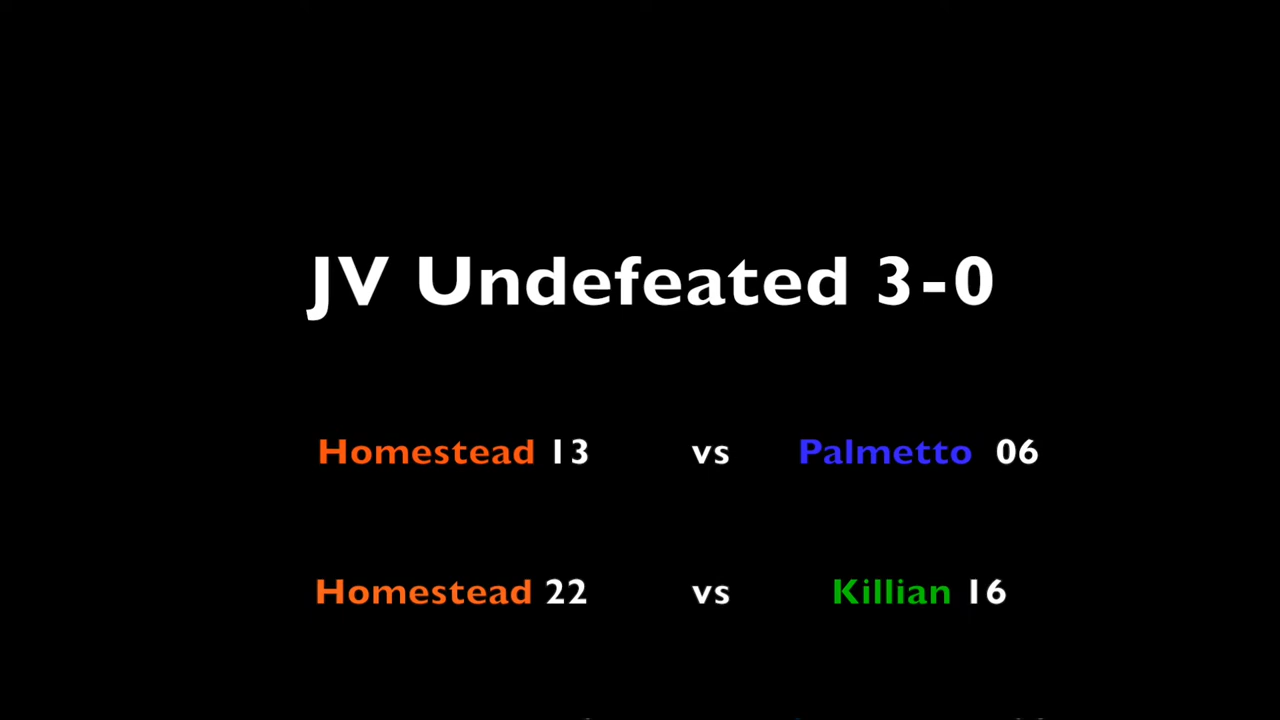 JV Undefeated 3-0
Homestead 13 vs Palmetto 06
Homestead 22 vs Killian 16